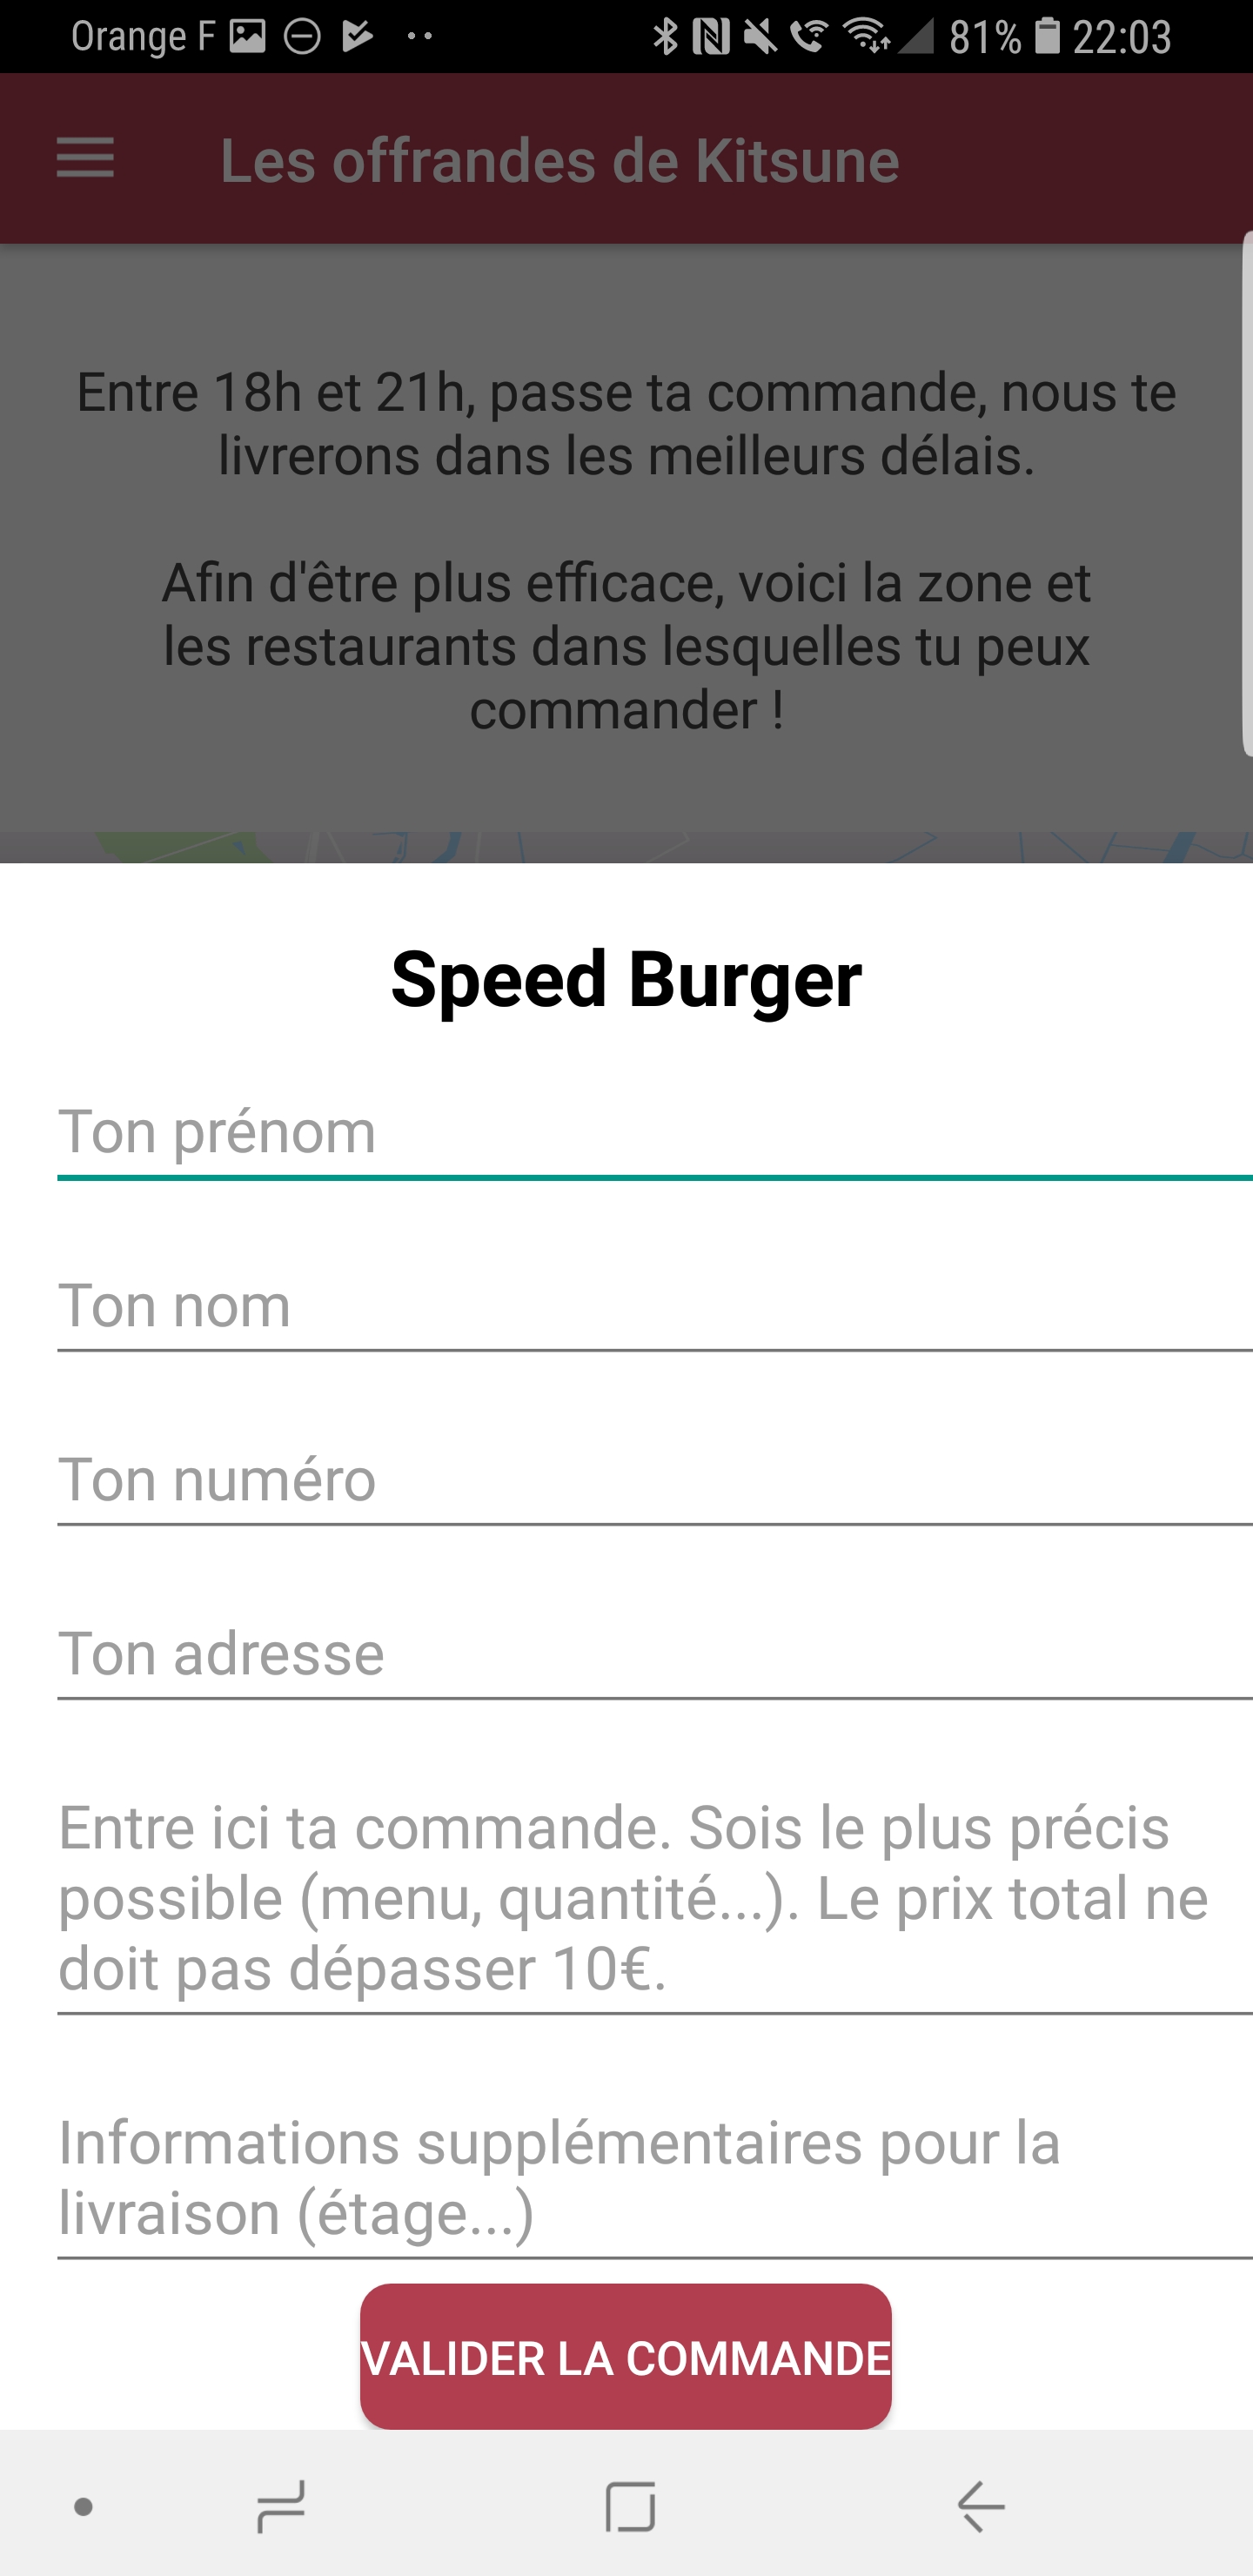 Orange F
81%
22:03
Les offrandes de Kitsune
Entre 18h et 21h, passe ta commande, nous te
livrerons dans les meilleurs délais.
Afin d'être plus efficace, voici la zone et
les restaurants dans lesquelles tu peux
commander !
Speed Burger
Ton prénom
Ton nom
Ton numéro
Ton adresse
Entre ici ta commande. Sois le plus précis
possible (menu, quantité...). Le prix total ne
doit pas dépasser 10€.
Informations supplémentaires pour la
livraison (étage...)
VALIDER LA COMMANDE